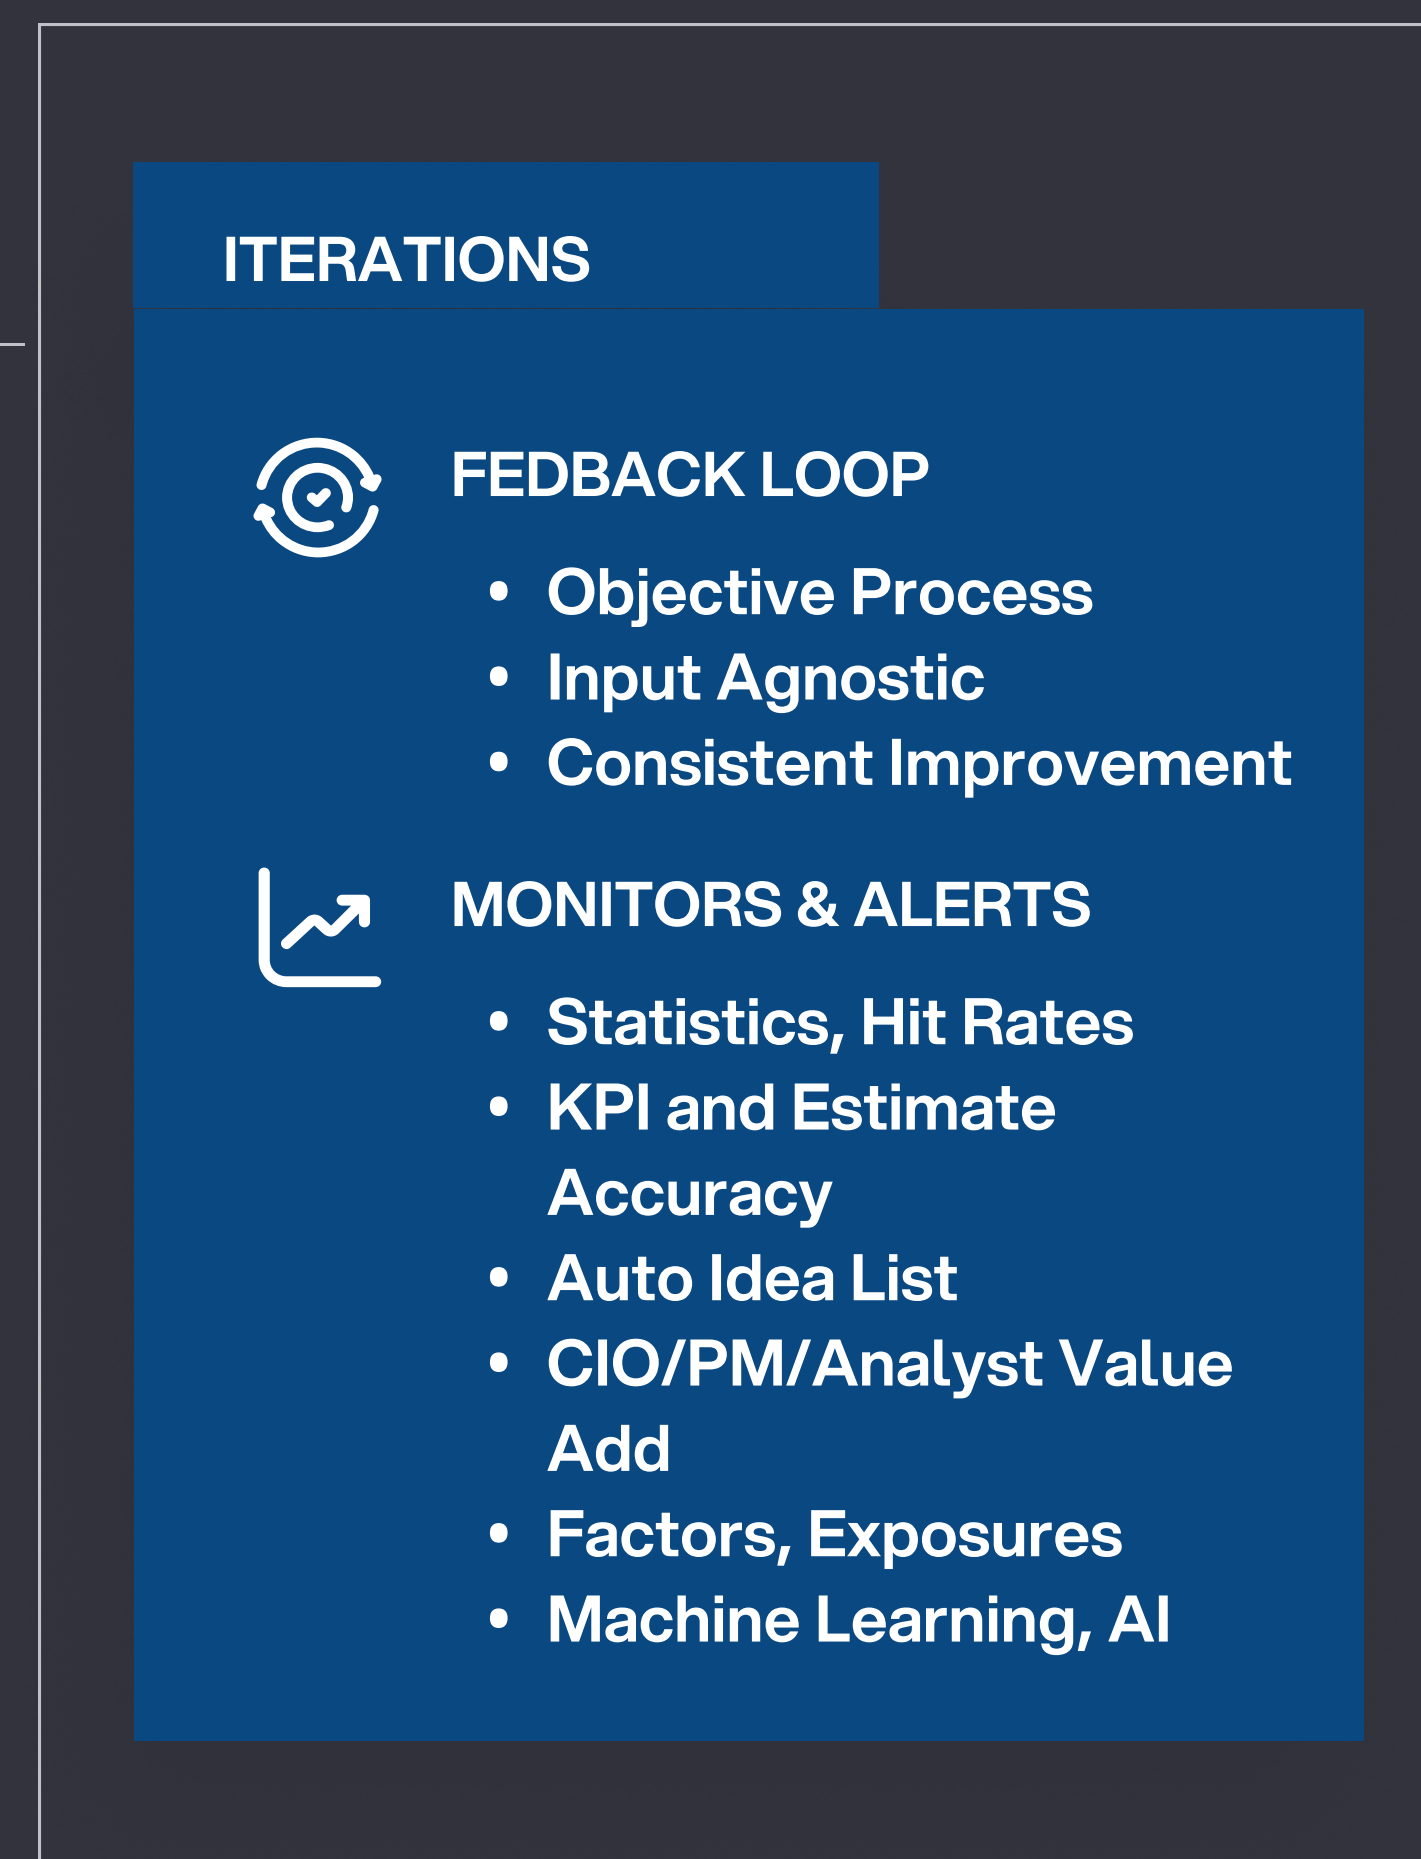 ITERATIONS
FEDBACK LOOP
• Objective Process
• Input Agnostic
• Consistent Improvement
MONITORS & ALERTS
• Statistics, Hit Rates
• KPI and Estimate
Accuracy
• Auto Idea List
• CIO/PM/Analyst Value
Add
• Factors, Exposures
• Machine Learning, AI